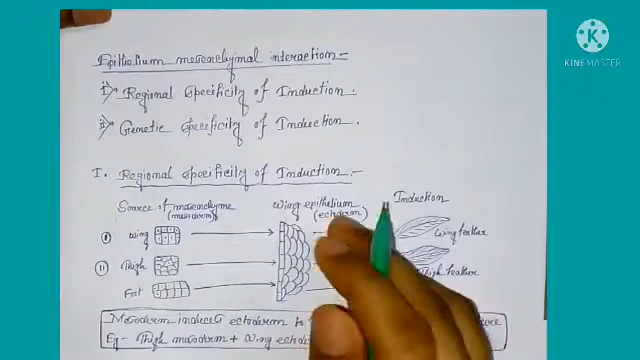 Epithelium mesenchymal interaction:-
I> Regional Specificity of Induction.
II> Genetic Specificity of Induction.
I. Regional Specificity of Induction:-
Source of mesenchyme (mesoderm)
Wing epithelium (ectoderm)
Induction
(I) Wing
Wing feather
(II) Thigh
Thigh feather
Foot
Mesoderm induces ectoderm
Eg- Thigh mesoderm + Wing
K
KINEMASTER